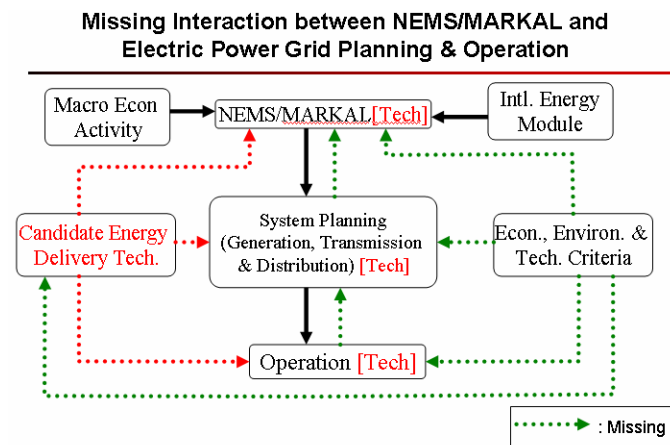 Missing Interaction between NEMS/MARKAL and
Electric Power Grid Planning & Operation
Macro Econ
Activity
NEMS/MARKAL[Tech]
Intl. Energy
Module
Candidate Energy
Delivery Tech.
System Planning
(Generation, Transmission
& Distribution) [Tech]
Econ., Environ. &
Tech. Criteria
Operation [Tech]
: Missing